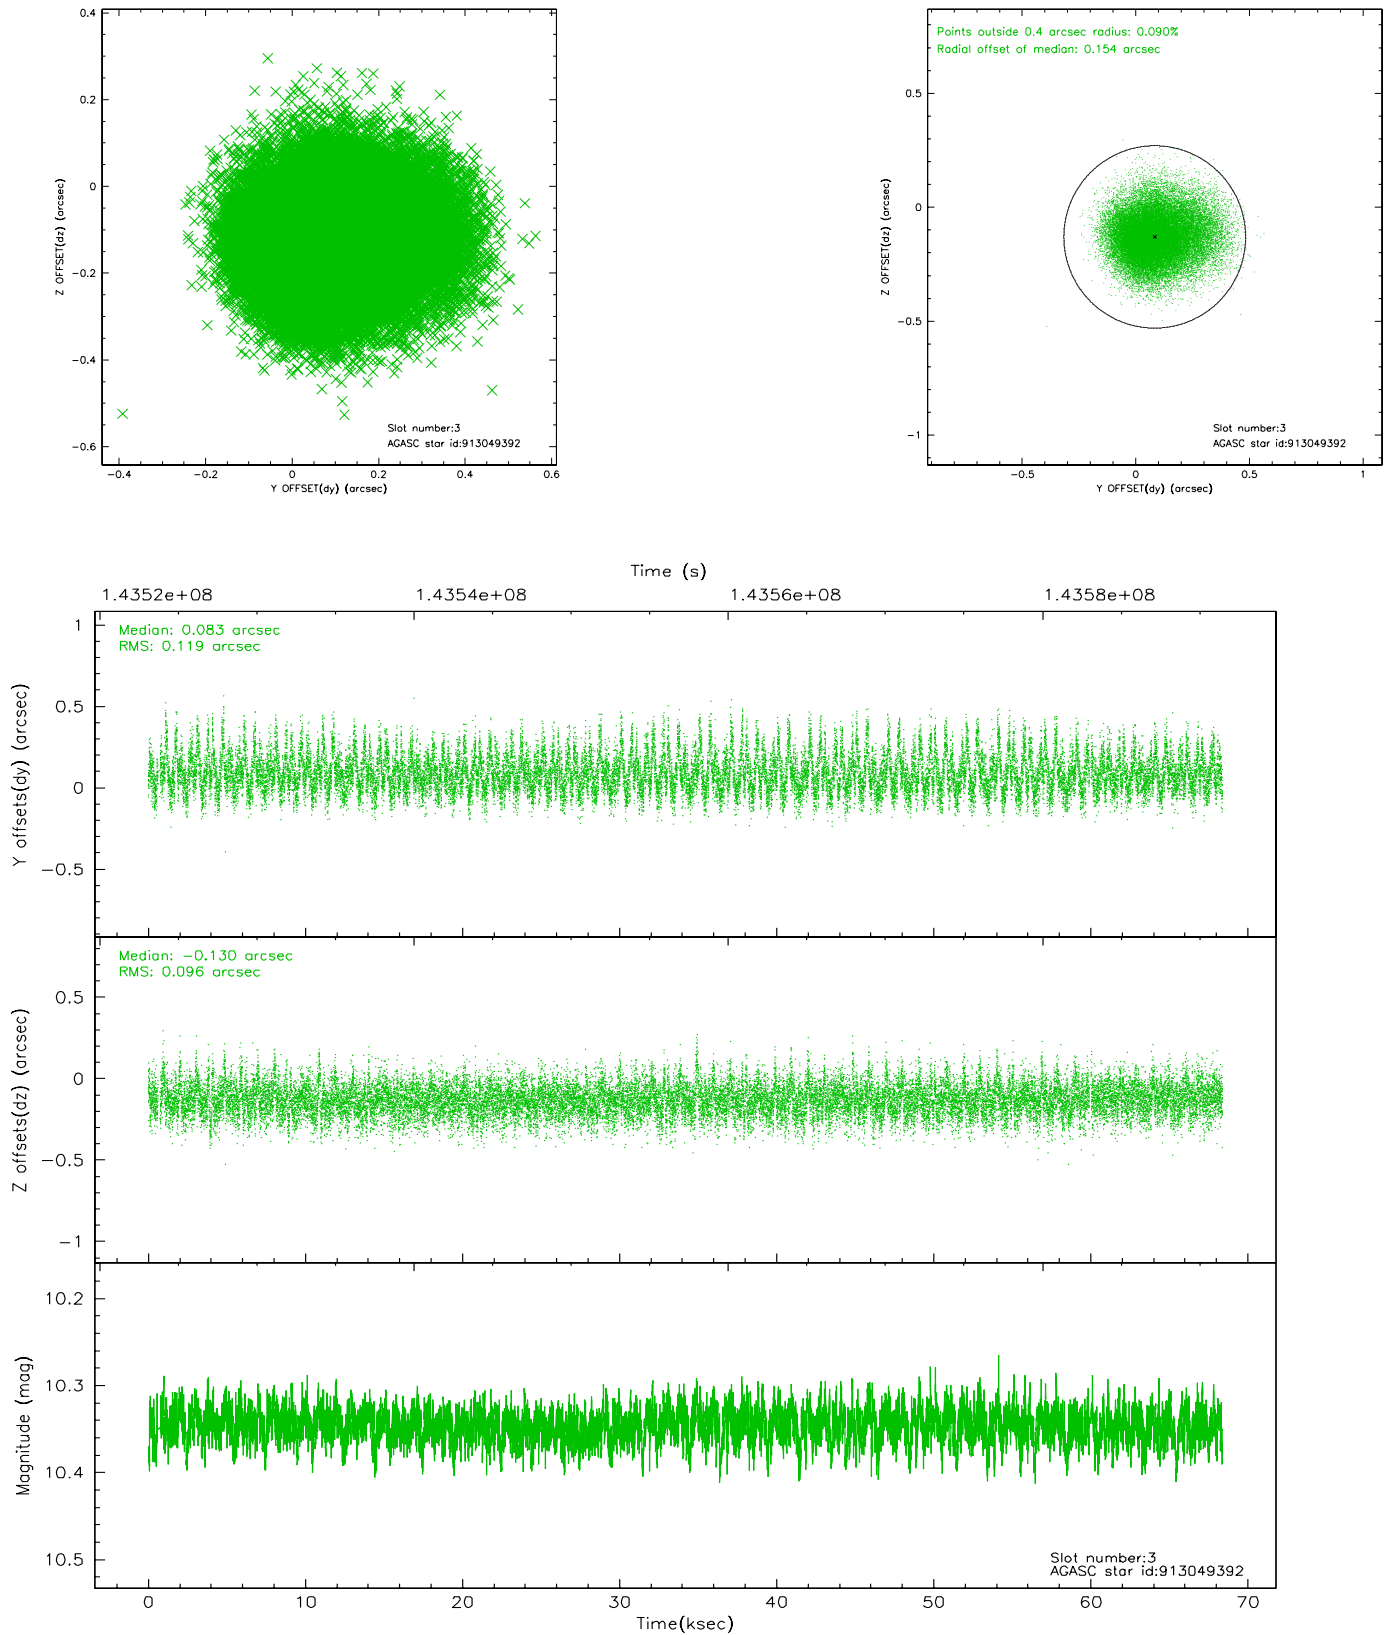 0.4
0.2
0
−0.2
−0.4
−0.6
Z OFFSET(dz) (arcsec)
Slot number:3
AGASC star id:913049392
−0.4
−0.2
0
0.2
0.4
0.6
Y OFFSET(dy) (arcsec)
Points outside 0.4 arcsec radius: 0.090%
Radial offset of median: 0.154 arcsec
0.5
0
−0.5
−1
Z OFFSET(dz) (arcsec)
Slot number:3
AGASC star id:913049392
−0.5
0
0.5
1
Y OFFSET(dy) (arcsec)
Time (s)
1.4352e+08
1.4354e+08
1.4356e+08
1.4358e+08
Median: 0.083 arcsec
RMS: 0.119 arcsec
1
0.5
0
−0.5
Y offsets(dy) (arcsec)
Median: −0.130 arcsec
RMS: 0.096 arcsec
0.5
0
−0.5
−1
Z offsets(dz) (arcsec)
10.2
10.3
10.4
10.5
Magnitude (mag)
Slot number:3
AGASC star id:913049392
0
10
20
30
40
50
60
70
Time(ksec)